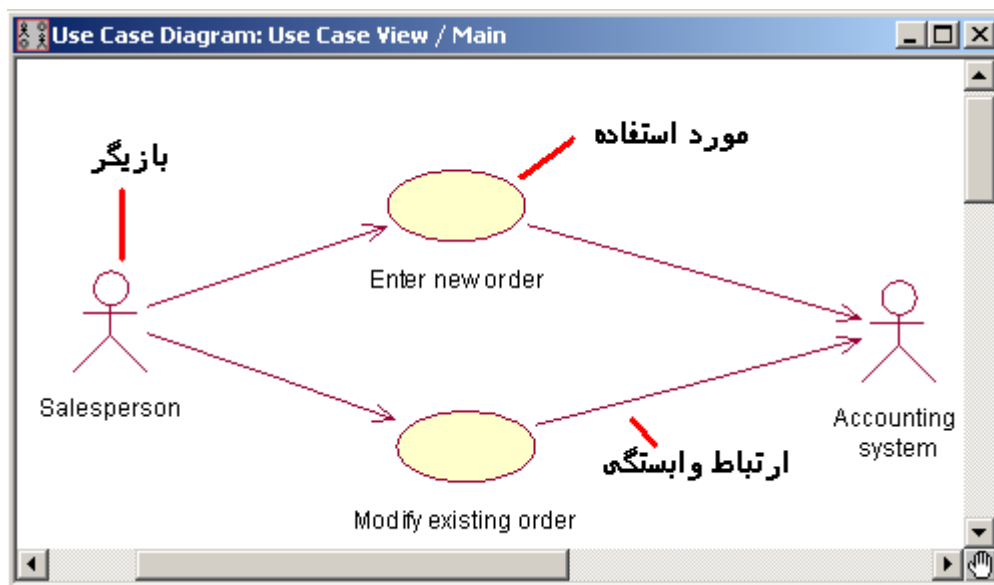 Use Case Diagram: Use Case View / Main
مورد استفاده
بازیگر
Enter new order
Salesperson
Accounting
system
ارتباط وابستگی
Modify existing order